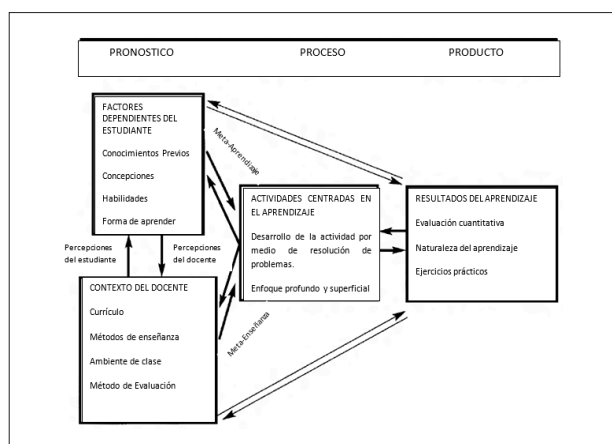 PRONOSTICO PROCESO PRODUCTO
FACTORES
DEPENDIENTES DEL
ESTUDIANTE
Conocimientos Previos
Concepciones
Habilidades
Forma de aprender
Meta-Aprendizaje
ACTIVIDADES CENTRADAS EN
EL APRENDIZAJE
Desarrollo de la actividad por
medio de resolución de
problemas.
Enfoque profundo y superficial
RESULTADOS DEL APRENDIZAJE
Evaluación cuantitativa
Naturaleza del aprendizaje
Ejercicios prácticos
Percepciones
del estudiante
Percepciones
del docente
CONTEXTO DEL DOCENTE
Currículo
Métodos de enseñanza
Ambiente de clase
Método de Evaluación
Meta-Enseñanza